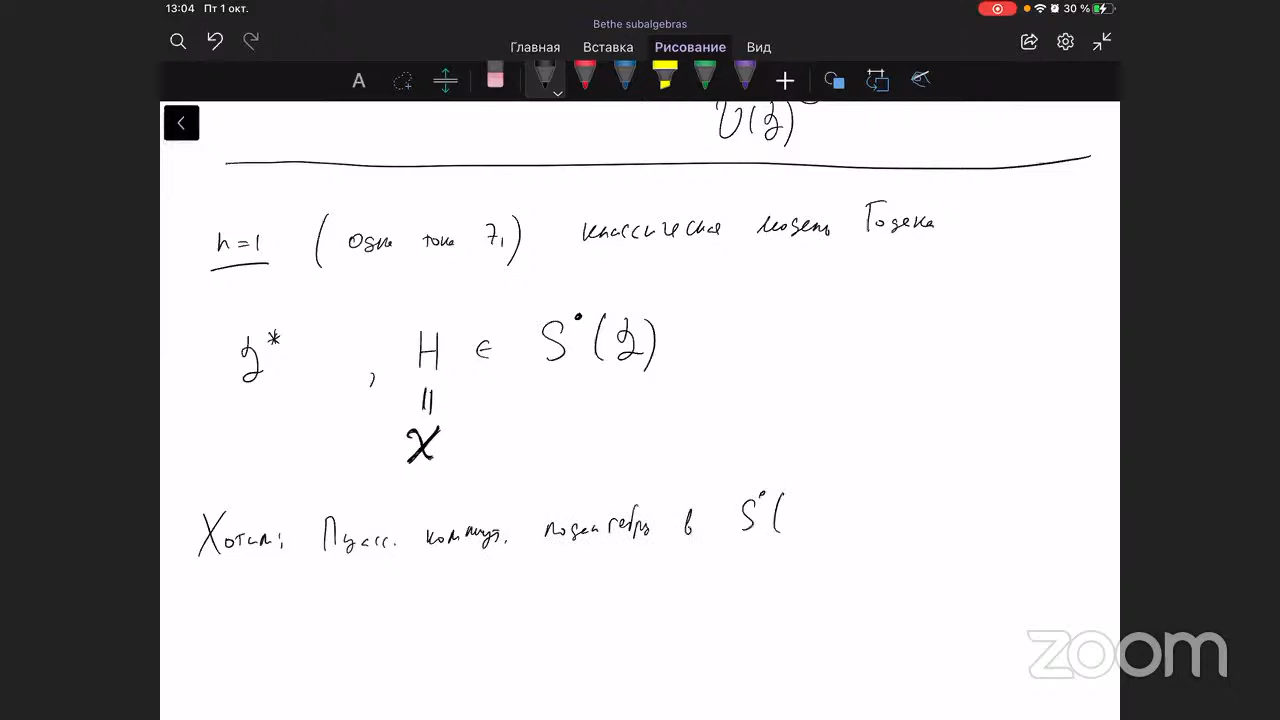 13:04 Пт 1 окт.
30 %
Bethe subalgebras
Главная Вставка Рисование Вид
A
U(g)
n=1 (одна точка z₁) классическая модель Годена
g* , H ∈ S•(g)
=
χ
Хотим: Пуасс. коммут. подалгебру в S•(
zoom